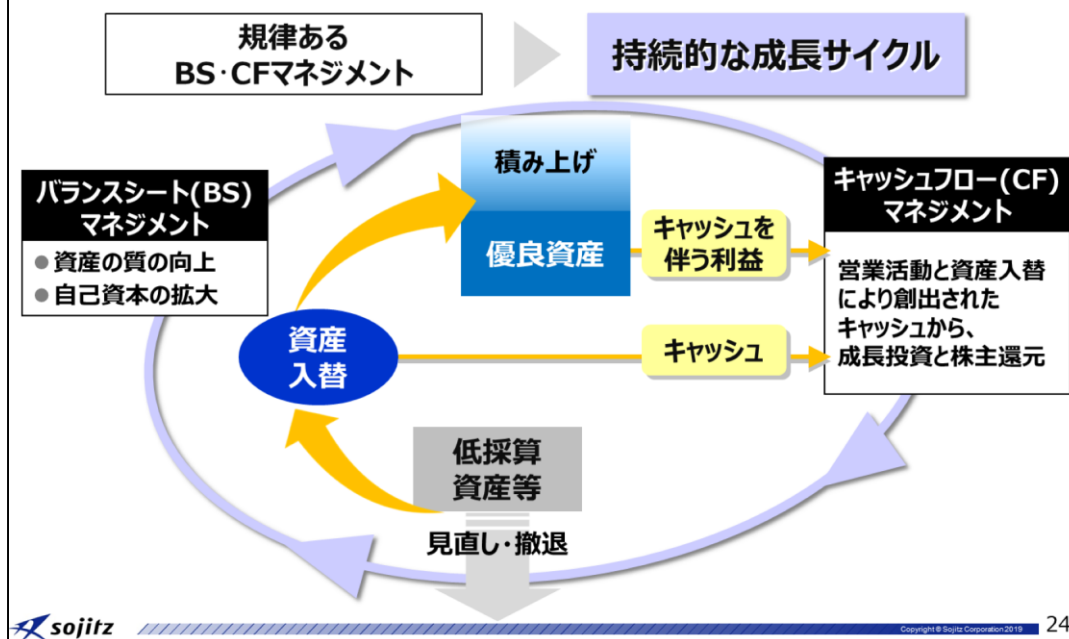 規律ある
BS・CFマネジメント
持続的な成長サイクル
バランスシート(BS)
マネジメント
●資産の質の向上
●自己資本の拡大
積み上げ
優良資産
キャッシュを
伴う利益
キャッシュフロー(CF)
マネジメント
営業活動と資産入替
により創出された
キャッシュから、
成長投資と株主還元
資産
入替
キャッシュ
低採算
資産等
見直し・撤退
sojitz
Copyright © Sojitz Corporation 2019
24